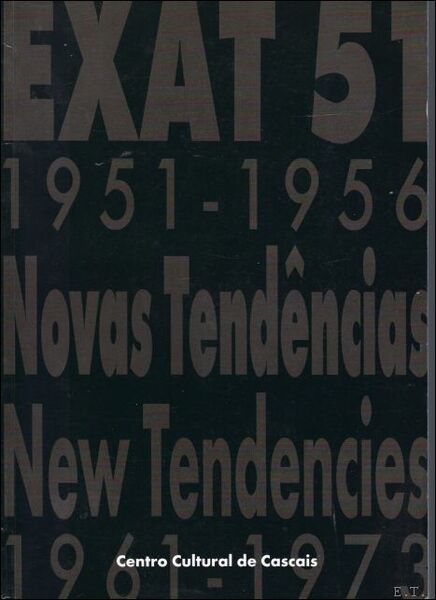 EXAT 51
1951-1956
Novas Tendências
New Tendencies
1961-1973
Centro Cultural de Cascais
E.T.